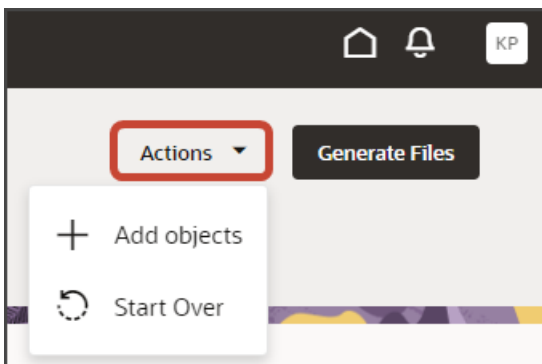 KP
Actions
Generate Files
Add objects
Start Over